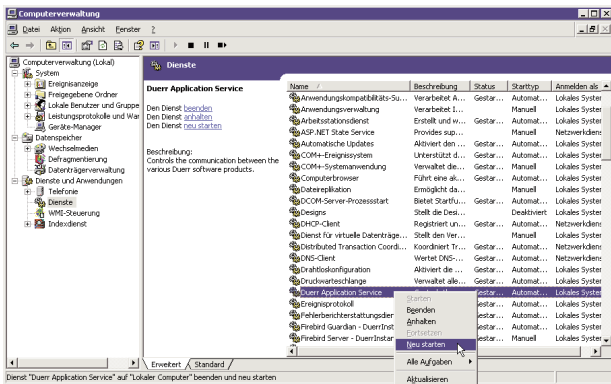 Computerverwaltung
Datei Aktion Ansicht Fenster ?
Computerverwaltung (Lokal)
System
Ereignisanzeige
Freigegebene Ordner
Lokale Benutzer und Gruppe
Leistungsprotokolle und War
Geräte-Manager
Datenspeicher
Wechselmedien
Defragmentierung
Datenträgerverwaltung
Dienste und Anwendungen
Telefonie
Dienste
WMI-Steuerung
Indexdienst
Dienste
Duerr Application Service
Den Dienst beenden
Den Dienst anhalten
Den Dienst neu starten
Beschreibung:
Controls the communication between the
various Duerr software products.
Name Beschreibung Status Starttyp Anmelden als
Anwendungskompatibilitäts-Su... Verarbeitet A... Gestar... Automat... Lokales System
Anwendungsverwaltung Verarbeitet I... Manuell Lokales System
Arbeitsstationsdienst Erstellt und w... Gestar... Automat... Lokales System
ASP.NET State Service Provides sup... Manuell Netzwerkdiens
Automatische Updates Aktiviert den ... Gestar... Automat... Lokales System
COM+-Ereignissystem Unterstützt d... Gestar... Manuell Lokales System
COM+-Systemanwendung Verwaltet die... Manuell Lokales System
Computerbrowser Führt eine ak... Gestar... Automat... Lokales System
Dateireplikation Ermöglicht da... Manuell Lokales System
DCOM-Server-Prozessstart Bietet Startfu... Gestar... Automat... Lokales System
Designs Stellt die Desi... Deaktiviert Lokales System
DHCP-Client Registriert un... Gestar... Automat... Netzwerkdiens
Dienst für virtuelle Datenträge... Stellt den Ver... Manuell Lokales System
Distributed Transaction Coordi... Koordiniert Tr... Gestar... Automat... Netzwerkdiens
DNS-Client Wertet DNS-... Gestar... Automat... Netzwerkdiens
Drahtloskonfiguration Aktiviert die ... Gestar... Automat... Lokales System
Druckwarteschlange Verwaltet alle... Gestar... Automat... Lokales System
Duerr Application Service Gestar... Automat... Lokales System
Ereignisprotokoll Gestar... Automat... Lokales System
Fehlerberichterstattungsdien Gestar... Automat... Lokales System
Firebird Guardian - DuerrInst Gestar... Automat... Lokales System
Firebird Server - DuerrInstan Gestar... Manuell Lokales System
Starten
Beenden
Anhalten
Fortsetzen
Neu starten
Alle Aufgaben
Aktualisieren
Erweitert Standard
Dienst "Duerr Application Service" auf "Lokaler Computer" beenden und neu starten